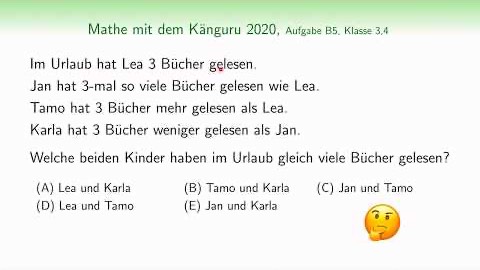 Mathe mit dem Känguru 2020, Aufgabe B5, Klasse 3,4
Im Urlaub hat Lea 3 Bücher gelesen.
Jan hat 3-mal so viele Bücher gelesen wie Lea.
Tamo hat 3 Bücher mehr gelesen als Lea.
Karla hat 3 Bücher weniger gelesen als Jan.
Welche beiden Kinder haben im Urlaub gleich viele Bücher gelesen?
(A) Lea und Karla (B) Tamo und Karla (C) Jan und Tamo
(D) Lea und Tamo (E) Jan und Karla